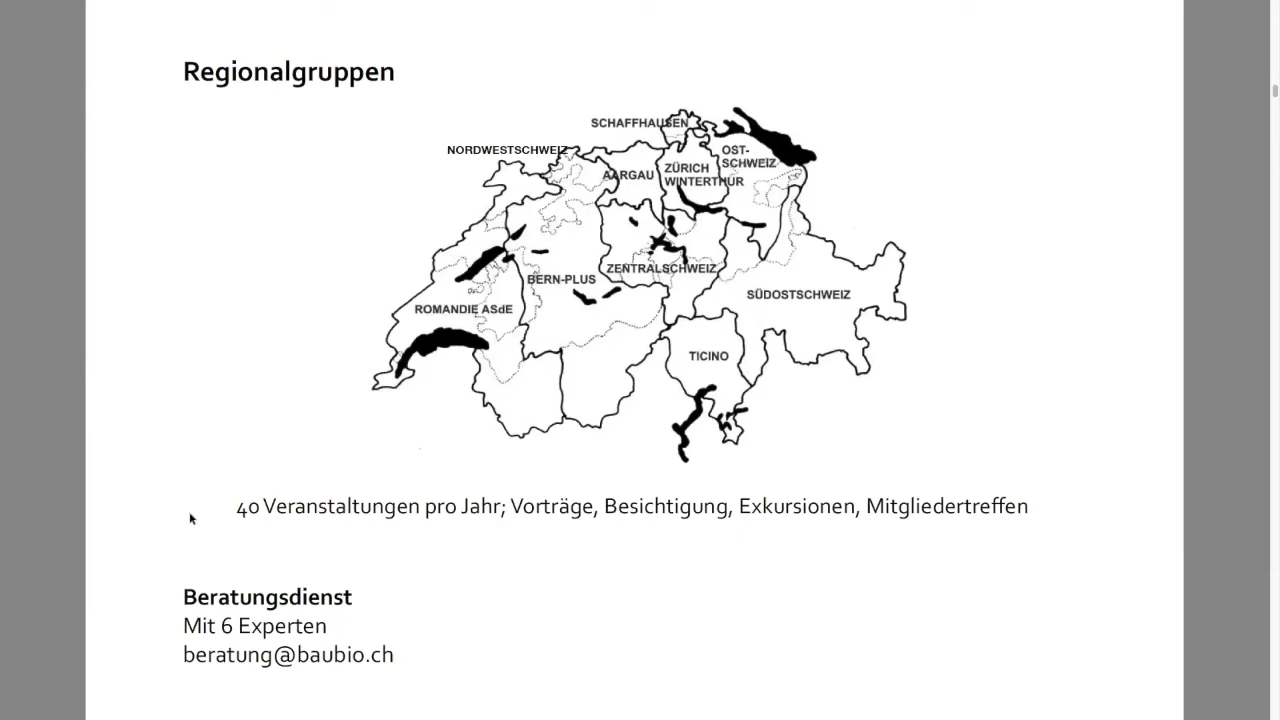 Regionalgruppen
SCHAFFHAUSEN
NORDWESTSCHWEIZ
OST-
SCHWEIZ
AARGAU
ZÜRICH
WINTERTHUR
ZENTRALSCHWEIZ
BERN-PLUS
SÜDOSTSCHWEIZ
ROMANDIE ASdE
TICINO
40 Veranstaltungen pro Jahr; Vorträge, Besichtigung, Exkursionen, Mitgliedertreffen
Beratungsdienst
Mit 6 Experten
beratung@baubio.ch